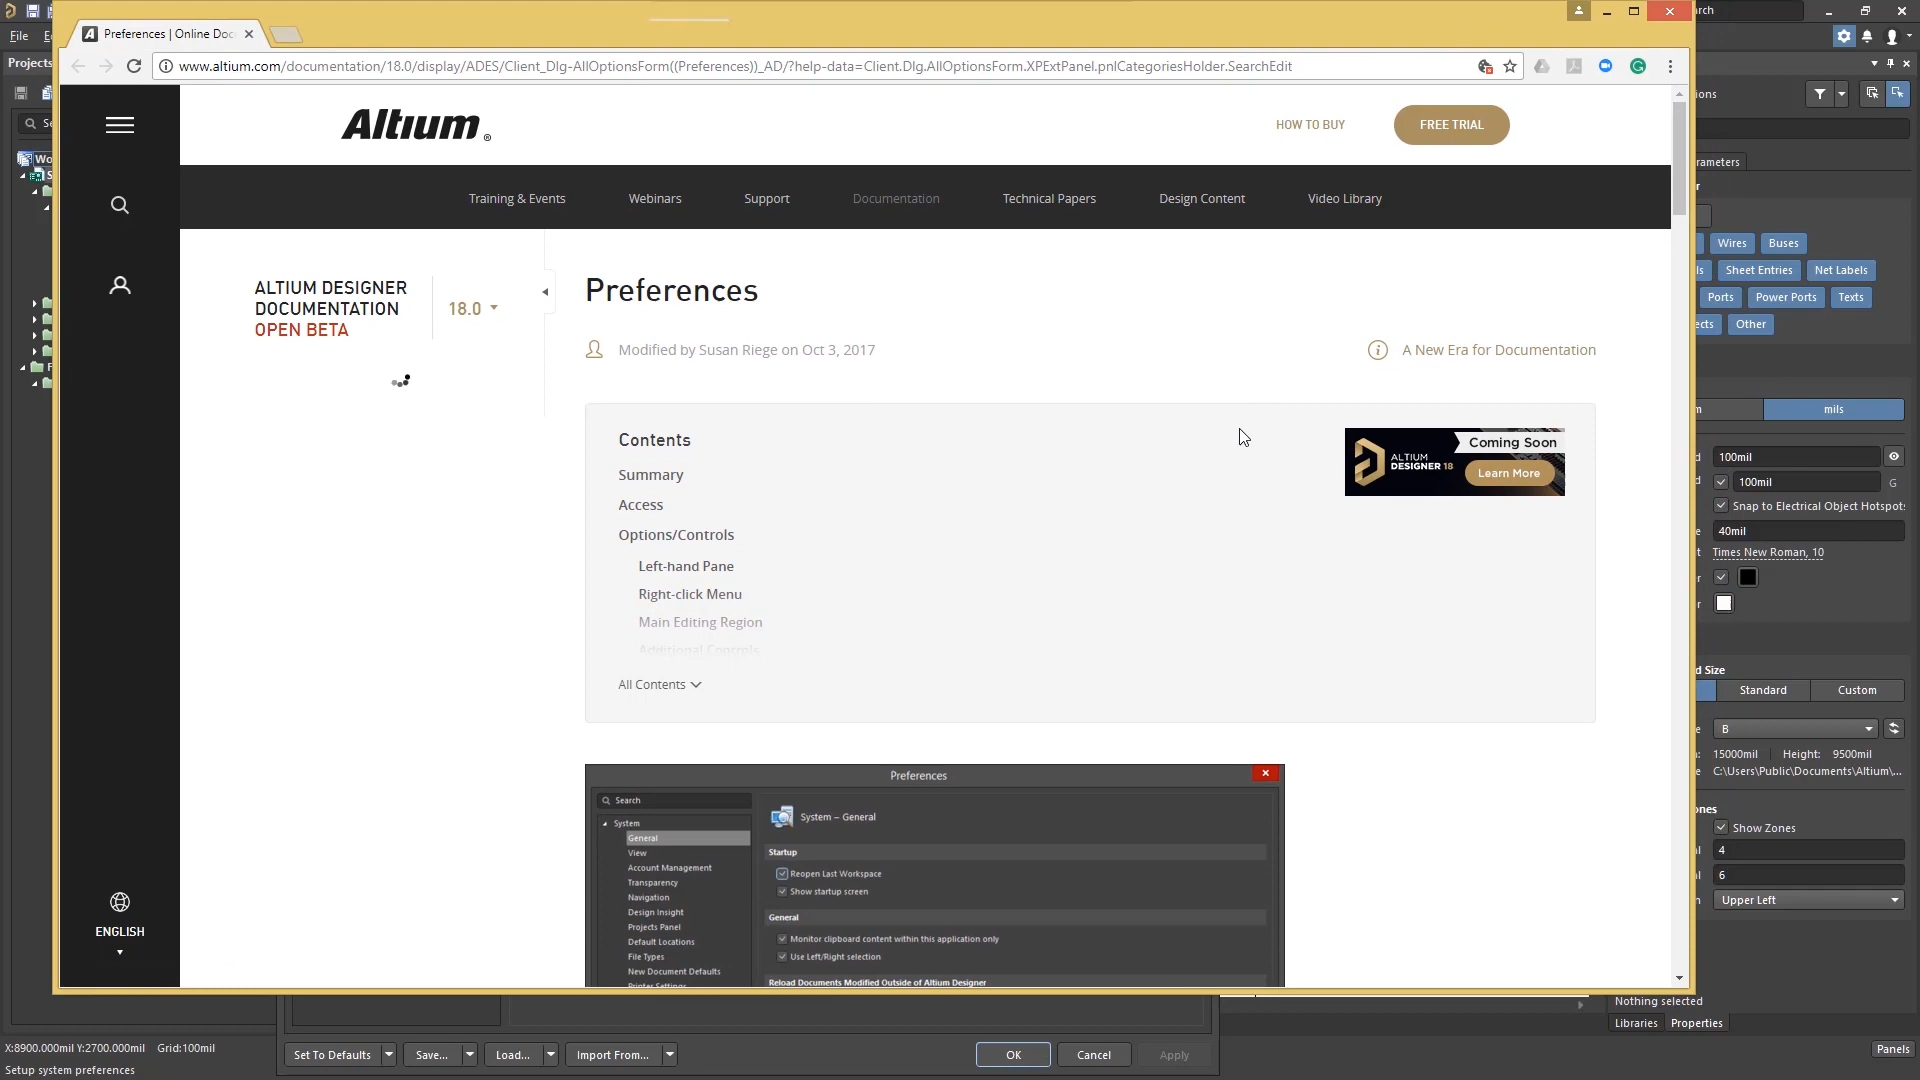 Preferences | Online Doc
www.altium.com/documentation/18.0/display/ADES/Client_Dlg-AllOptionsForm((Preferences))_AD/?help-data=Client.Dlg.AllOptionsForm.XPExtPanel.pnlCategoriesHolder.SearchEdit
File
Projects
Altium
HOW TO BUY
FREE TRIAL
Training & Events
Webinars
Support
Documentation
Technical Papers
Design Content
Video Library
ALTIUM DESIGNER
DOCUMENTATION
OPEN BETA
18.0
Preferences
Modified by Susan Riege on Oct 3, 2017
A New Era for Documentation
Contents
Summary
Access
Options/Controls
Left-hand Pane
Right-click Menu
Main Editing Region
Additional Controls
All Contents
Coming Soon
ALTIUM
DESIGNER 18
Learn More
Preferences
Search
System
General
View
Account Management
Transparency
Navigation
Design Insight
Projects Panel
Default Locations
File Types
New Document Defaults
Printer Settings
System – General
Startup
Reopen Last Workspace
Show startup screen
General
Monitor clipboard content within this application only
Use Left/Right selection
Reload Documents Modified Outside of Altium Designer
ENGLISH
Wires
Buses
Sheet Entries
Net Labels
Ports
Power Ports
Texts
Other
mils
100mil
100mil
G
Snap to Electrical Object Hotspots
40mil
Times New Roman, 10
d Size
Standard
Custom
B
15000mil
Height: 9500mil
C:\Users\Public\Documents\Altium\...
Show Zones
4
6
Upper Left
Nothing selected
Libraries
Properties
Set To Defaults
Save...
Load...
Import From...
OK
Cancel
Apply
X:8900.000mil Y:2700.000mil Grid:100mil
Panels
Setup system preferences